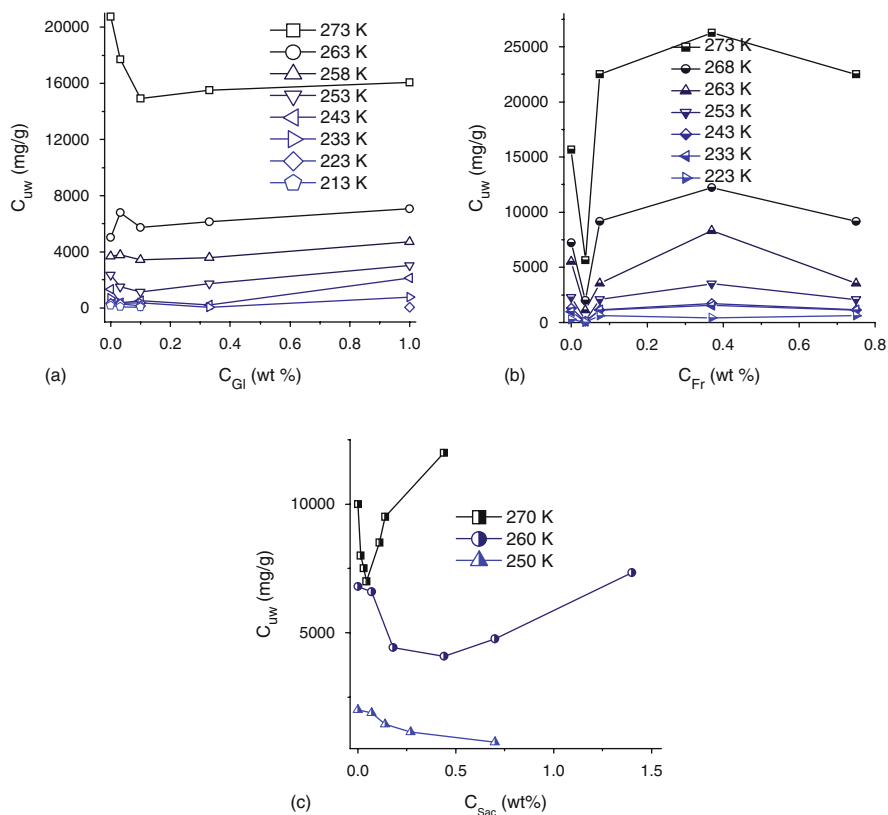 20000
16000
12000
8000
4000
0
C_uw (mg/g)
273 K
263 K
258 K
253 K
243 K
233 K
223 K
213 K
0.0 0.2 0.4 0.6 0.8 1.0
(a)
C_Gl (wt %)
25000
20000
15000
10000
5000
0
C_uw (mg/g)
273 K
268 K
263 K
253 K
243 K
233 K
223 K
0.0 0.2 0.4 0.6 0.8
(b)
C_Fr (wt %)
10000
5000
C_uw (mg/g)
270 K
260 K
250 K
0.0 0.5 1.0 1.5
(c)
C_Sac (wt%)